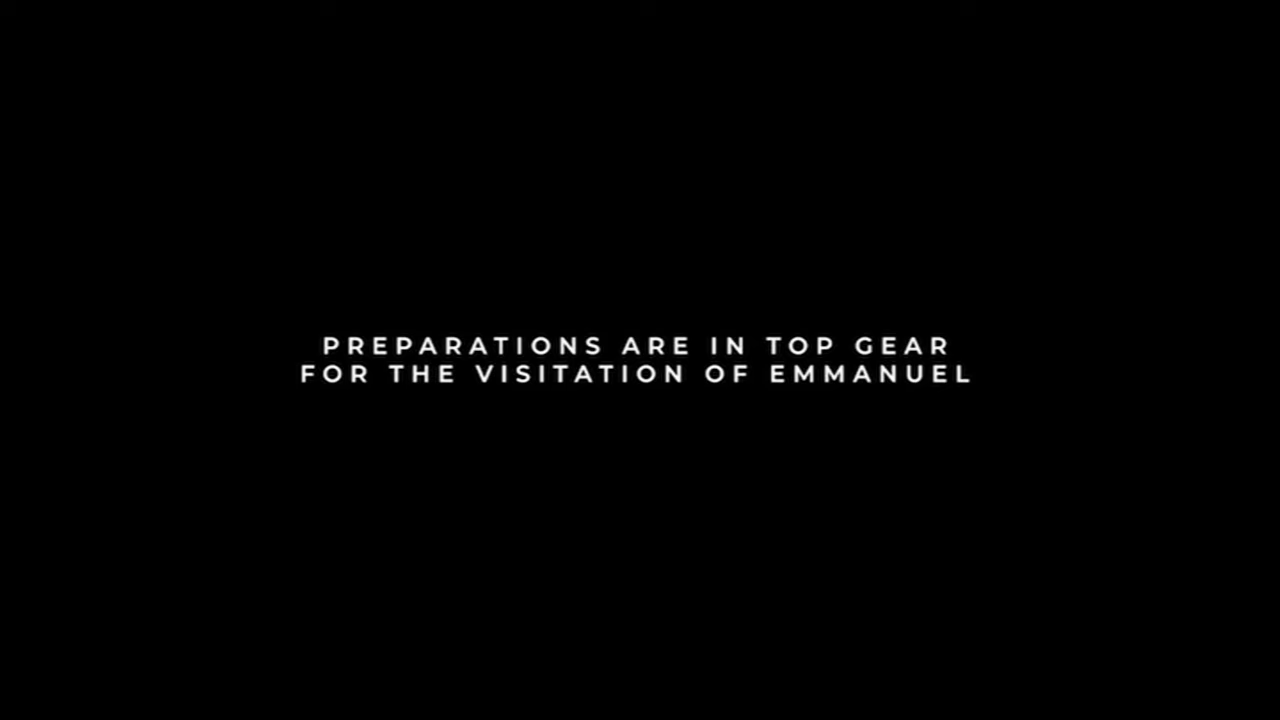 PREPARATIONS ARE IN TOP GEAR
FOR THE VISITATION OF EMMANUEL